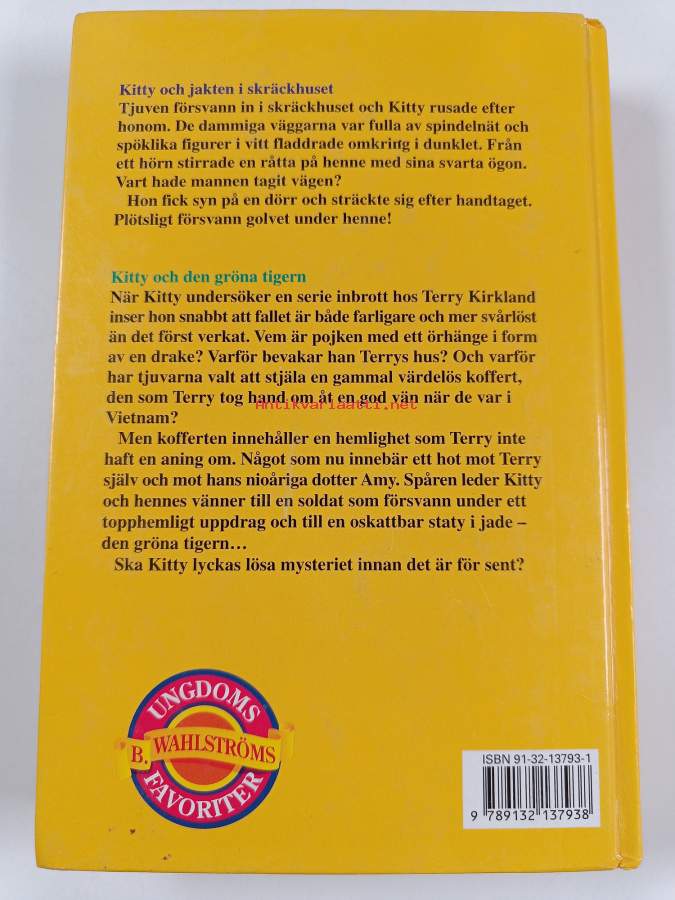 Kitty och jakten i skräckhuset
Tjuven försvann in i skräckhuset och Kitty rusade efter
honom. De dammiga väggarna var fulla av spindelnät och
spöklika figurer i vitt fladdrade omkring i dunklet. Från
ett hörn stirrade en råtta på henne med sina svarta ögon.
Vart hade mannen tagit vägen?
Hon fick syn på en dörr och sträckte sig efter handtaget.
Plötsligt försvann golvet under henne!
Kitty och den gröna tigern
När Kitty undersöker en serie inbrott hos Terry Kirkland
inser hon snabbt att fallet är både farligare och mer svårlöst
än det först verkat. Vem är pojken med ett örhänge i form
av en drake? Varför bevakar han Terrys hus? Och varför
har tjuvarna valt att stjäla en gammal värdelös koffert,
den som Terry tog hand om åt en god vän när de var i
Antikvariaatti.net
Vietnam?
Men kofferten innehåller en hemlighet som Terry inte
haft en aning om. Något som nu innebär ett hot mot Terry
själv och mot hans nioåriga dotter Amy. Spåren leder Kitty
och hennes vänner till en soldat som försvann under ett
topphemligt uppdrag och till en oskattbar staty i jade –
den gröna tigern…
Ska Kitty lyckas lösa mysteriet innan det är för sent?
UNGDOMS
B. WAHLSTRÖMS
FAVORITER
ISBN 91-32-13793-1
9 789132 137938